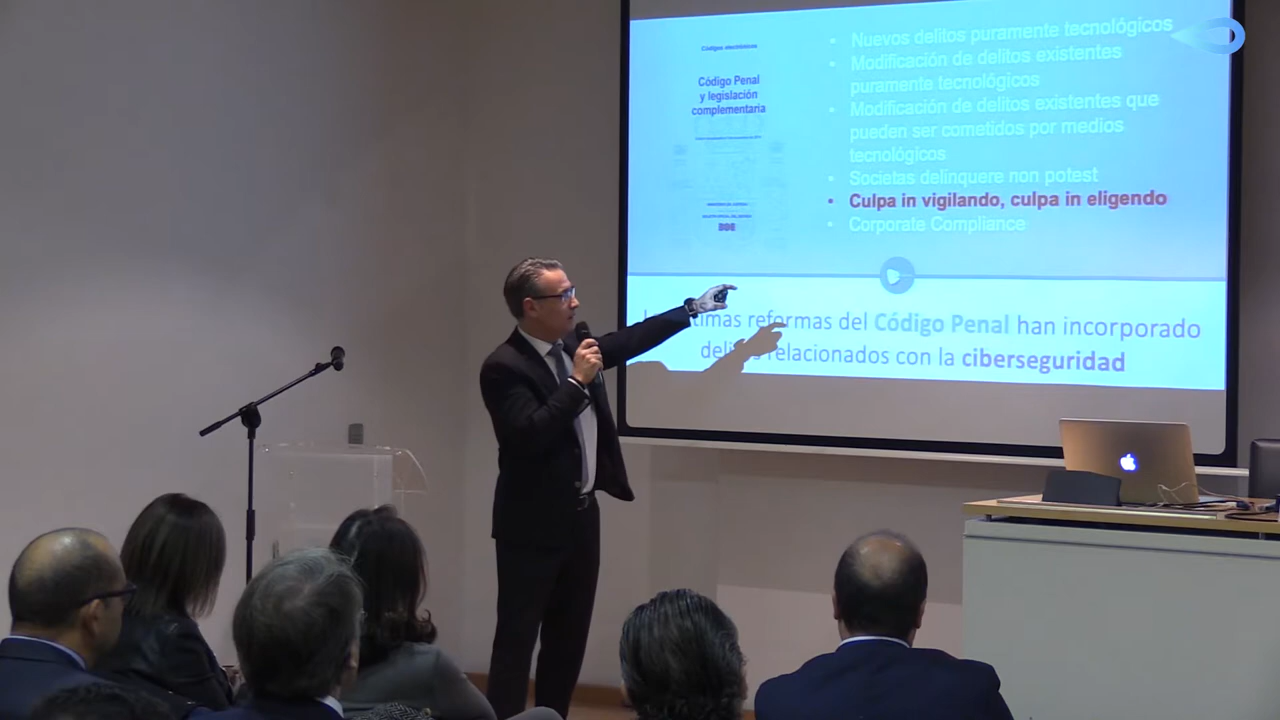 Códigos electrónicos
Código Penal
y legislación
complementaria
BOE
• Nuevos delitos puramente tecnológicos
• Modificación de delitos existentes
puramente tecnológicos
• Modificación de delitos existentes que
pueden ser cometidos por medios
tecnológicos
• Societas delinquere non potest
• Culpa in vigilando, culpa in eligendo
• Corporate Compliance
reformas del Código Penal han incorporado
relacionados con la ciberseguridad